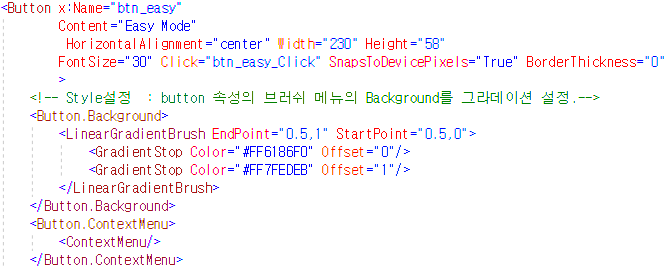 <Button x:Name="btn_easy"
Content="Easy Mode"
HorizontalAlignment="center" Width="230" Height="58"
FontSize="30" Click="btn_easy_Click" SnapsToDevicePixels="True" BorderThickness="0"
>
<!-- Style설정 : button 속성의 브러쉬 메뉴의 Background를 그라데이션 설정.-->
<Button.Background>
<LinearGradientBrush EndPoint="0.5,1" StartPoint="0.5,0">
<GradientStop Color="#FF6186F0" Offset="0"/>
<GradientStop Color="#FF7FEDEB" Offset="1"/>
</LinearGradientBrush>
</Button.Background>
<Button.ContextMenu>
<ContextMenu/>
</Button.ContextMenu>